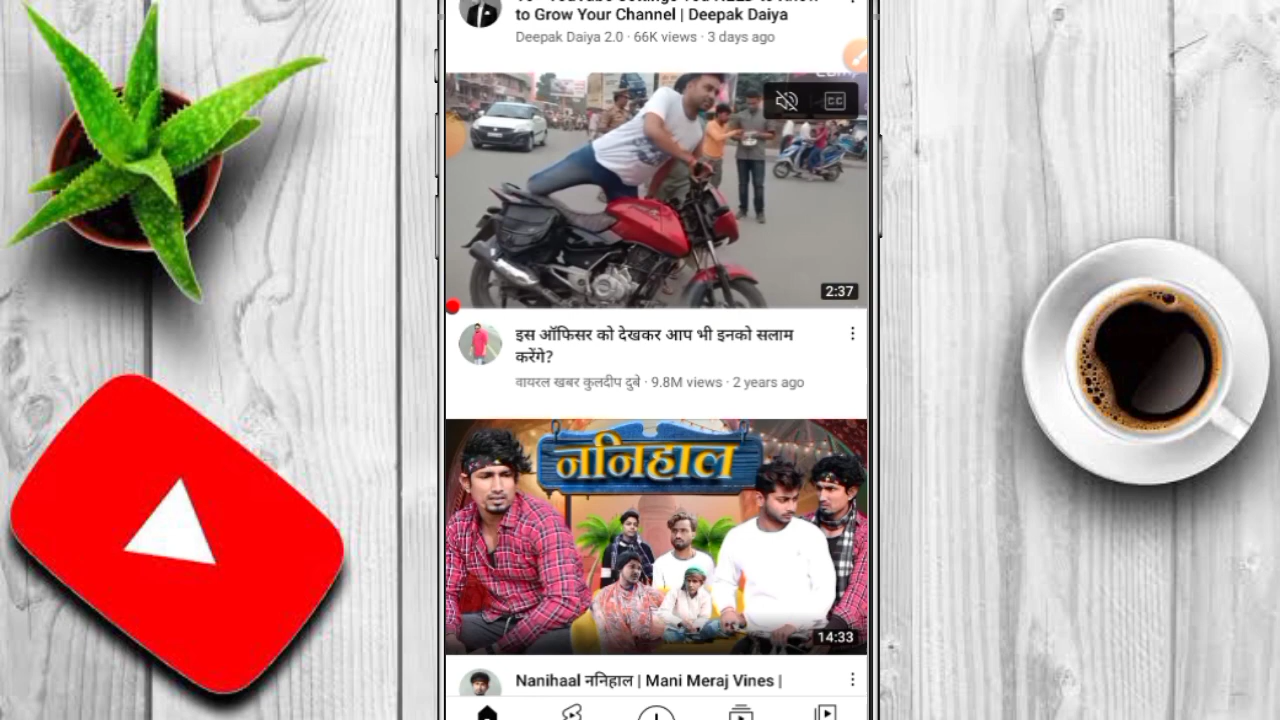 to Grow Your Channel | Deepak Daiya
Deepak Daiya 2.0 · 66K views · 3 days ago
CC
2:37
इस ऑफिसर को देखकर आप भी इनको सलाम
करेंगे?
वायरल खबर कुलदीप दुबे · 9.8M views · 2 years ago
ननिहाल
14:33
Nanihaal ननिहाल | Mani Meraj Vines |